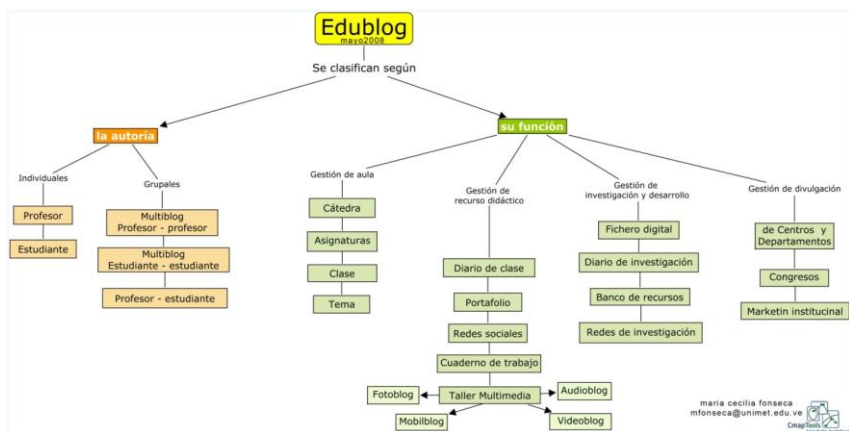 Edublog
mayo2008
Se clasifican según
la autoría
su función
Individuales
Profesor
Estudiante
Grupales
Multiblog
Profesor - profesor
Multiblog
Estudiante - estudiante
Profesor - estudiante
Gestión de aula
Cátedra
Asignaturas
Clase
Tema
Gestión de
recurso didáctico
Diario de clase
Portafolio
Redes sociales
Cuaderno de trabajo
Taller Multimedia
Fotoblog
Audioblog
Mobilblog
Videoblog
Gestión de
investigación y desarrollo
Fichero digital
Diario de investigación
Banco de recursos
Redes de investigación
Gestión de divulgación
de Centros y
Departamentos
Congresos
Marketin institucinal
maria cecilia fonseca
mfonseca@unimet.edu.ve
CmapTools